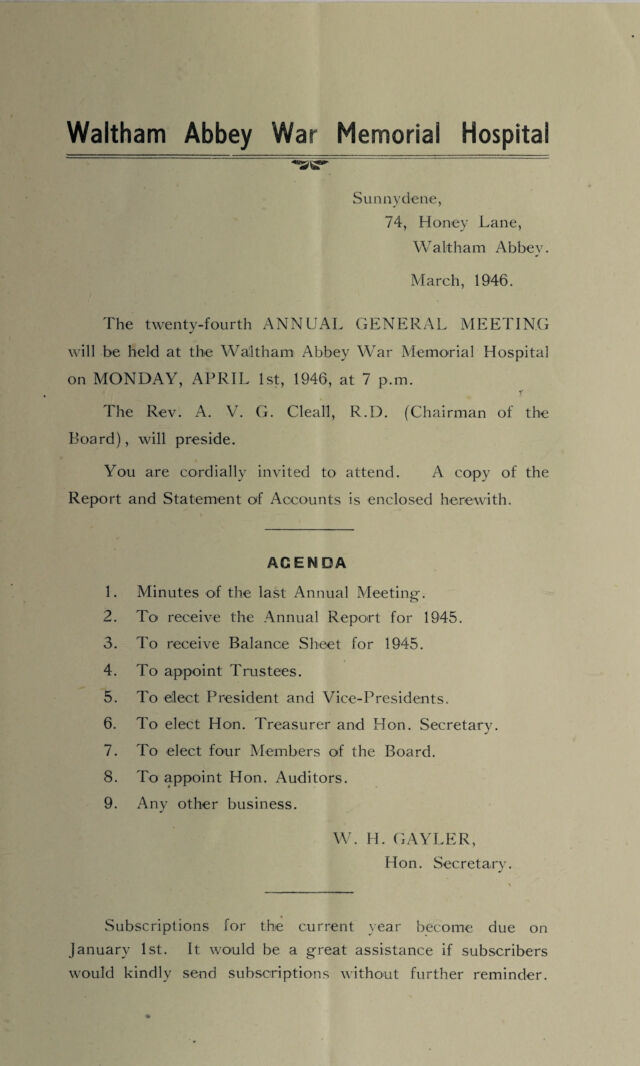 Waltham Abbey War Memorial Hospital
Sunnydene,
74, Honey Lane,
Waltham Abbey.
March, 1946.
The twenty-fourth ANNUAL GENERAL MEETING
will be held at the Waltham Abbey War Memorial Hospital
on MONDAY, APRIL 1st, 1946, at 7 p.m.
The Rev. A. V. G. Cleall, R.D. (Chairman of the
Board), will preside.
You are cordially invited to attend. A copy of the
Report and Statement of Accounts is enclosed herewith.
AGENDA
1. Minutes of the last Annual Meeting.
2. To receive the Annual Report for 1945.
3. To receive Balance Sheet for 1945.
4. To appoint Trustees.
5. To elect President and Vice-Presidents.
6. To elect Hon. Treasurer and Hon. Secretary.
7. To elect four Members of the Board.
8. To appoint Hon. Auditors.
9. Any other business.
W. H. GAYLER,
Hon. Secretary.
Subscriptions for the current year become due on
January 1st. It would be a great assistance if subscribers
would kindly send subscriptions without further reminder.